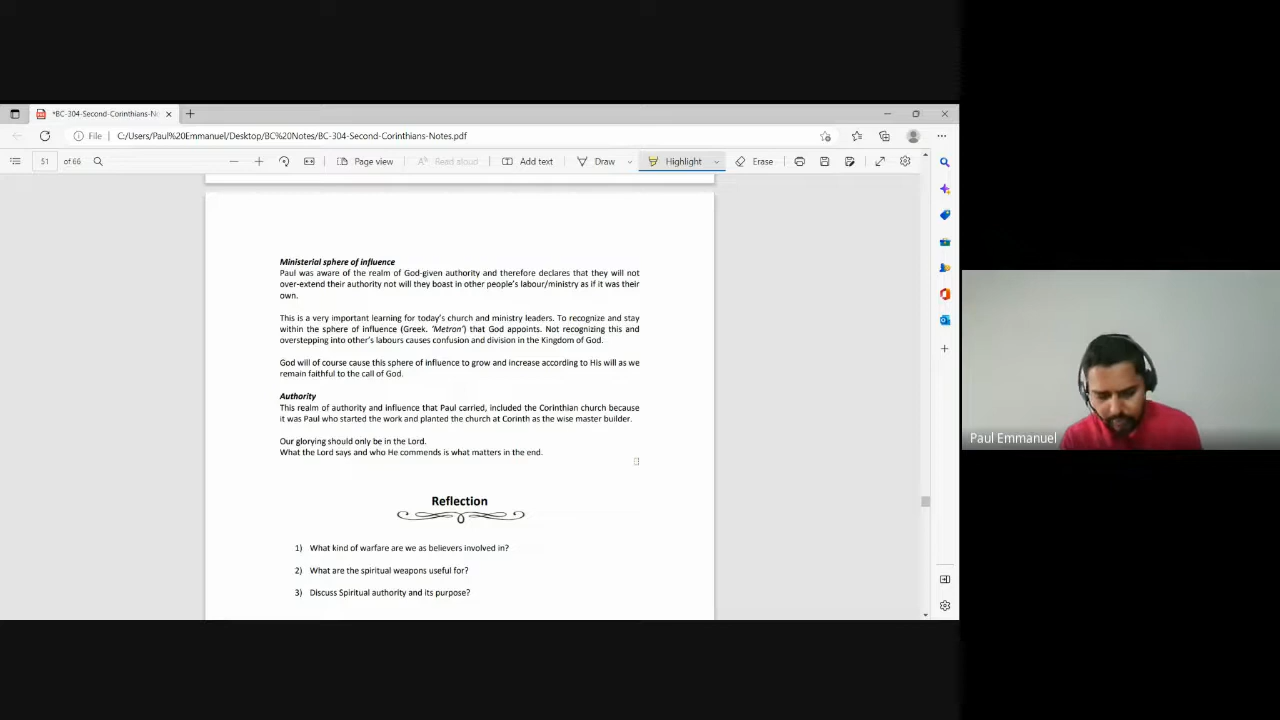 *BC-304-Second-Corinthians-No
File
C:/Users/Paul%20Emmanuel/Desktop/BC%20Notes/BC-304-Second-Corinthians-Notes.pdf
51 of 66
Page view
Read aloud
Add text
Draw
Highlight
Erase
Ministerial sphere of influence
Paul was aware of the realm of God-given authority and therefore declares that they will not
over-extend their authority not will they boast in other people's labour/ministry as if it was their
own.
This is a very important learning for today's church and ministry leaders. To recognize and stay
within the sphere of influence (Greek. 'Metron') that God appoints. Not recognizing this and
overstepping into other's labours causes confusion and division in the Kingdom of God.
God will of course cause this sphere of influence to grow and increase according to His will as we
remain faithful to the call of God.
Authority
This realm of authority and influence that Paul carried, included the Corinthian church because
it was Paul who started the work and planted the church at Corinth as the wise master builder.
Our glorying should only be in the Lord.
What the Lord says and who He commends is what matters in the end.
Reflection
1) What kind of warfare are we as believers involved in?
2) What are the spiritual weapons useful for?
3) Discuss Spiritual authority and its purpose?
Paul Emmanuel